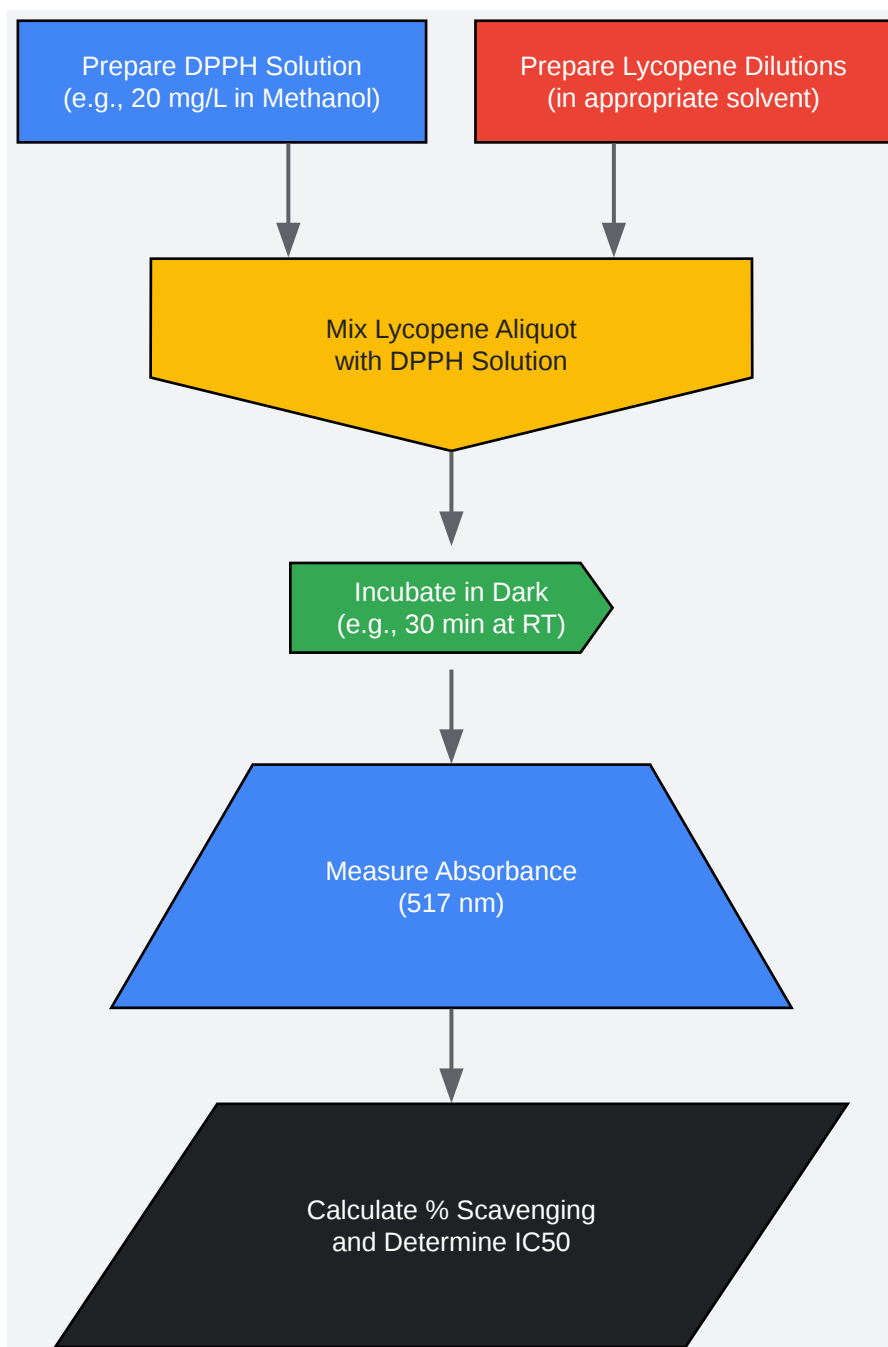 Prepare DPPH Solution
(e.g., 20 mg/L in Methanol)
Prepare Lycopene Dilutions
(in appropriate solvent)
Mix Lycopene Aliquot
with DPPH Solution
Incubate in Dark
(e.g., 30 min at RT)
Measure Absorbance
(517 nm)
Calculate % Scavenging
and Determine IC50